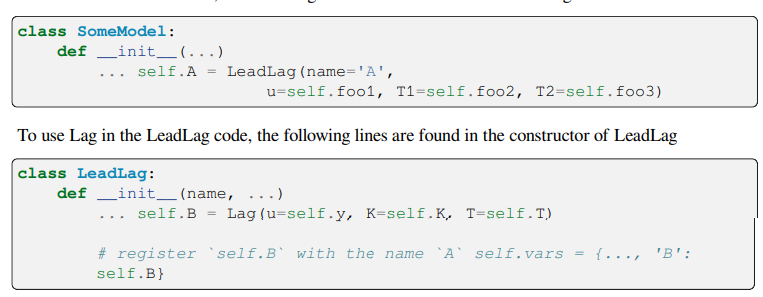 class SomeModel:
def __init__(...)
... self.A = LeadLag(name='A',
u=self.foo1, T1=self.foo2, T2=self.foo3)
To use Lag in the LeadLag code, the following lines are found in the constructor of LeadLag
class LeadLag:
def __init__(name, ...)
... self.B = Lag(u=self.y, K=self.K, T=self.T)
# register `self.B` with the name `A` self.vars = {..., 'B':
self.B}